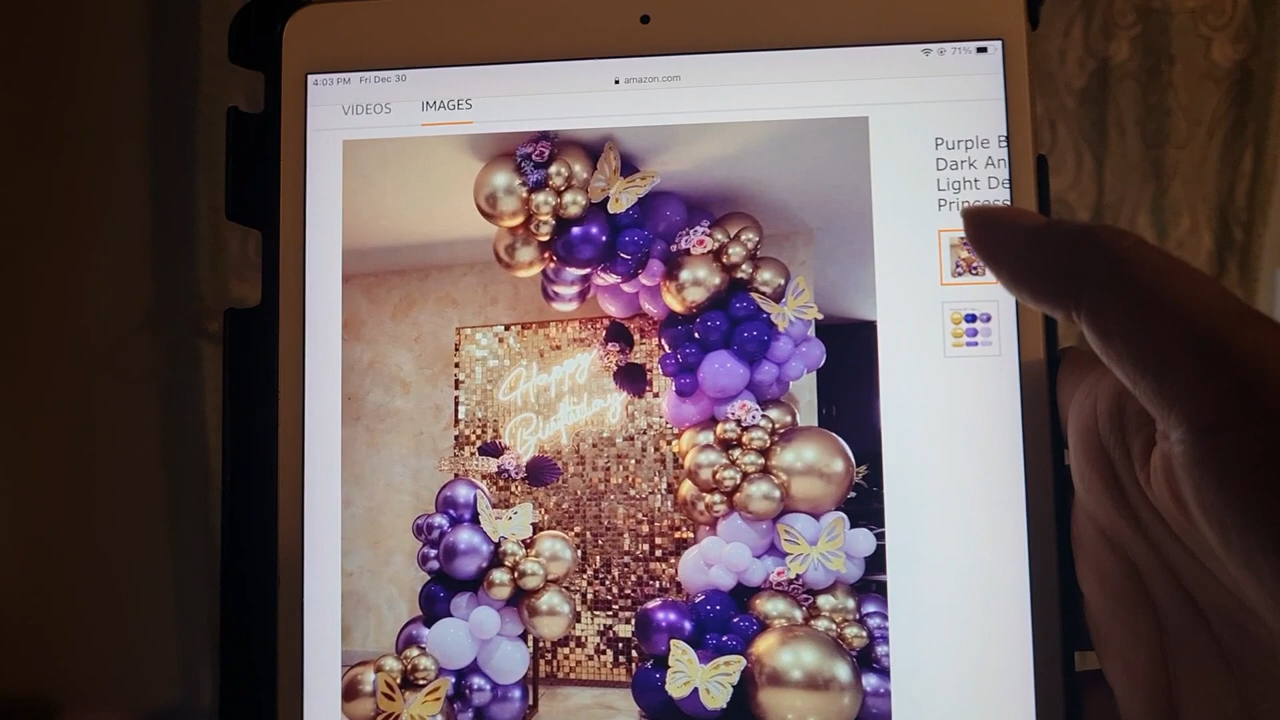 4:03 PM Fri Dec 30
amazon.com
71%
VIDEOS IMAGES
Purple B
Dark An
Light De
Princess
Happy
Birthday